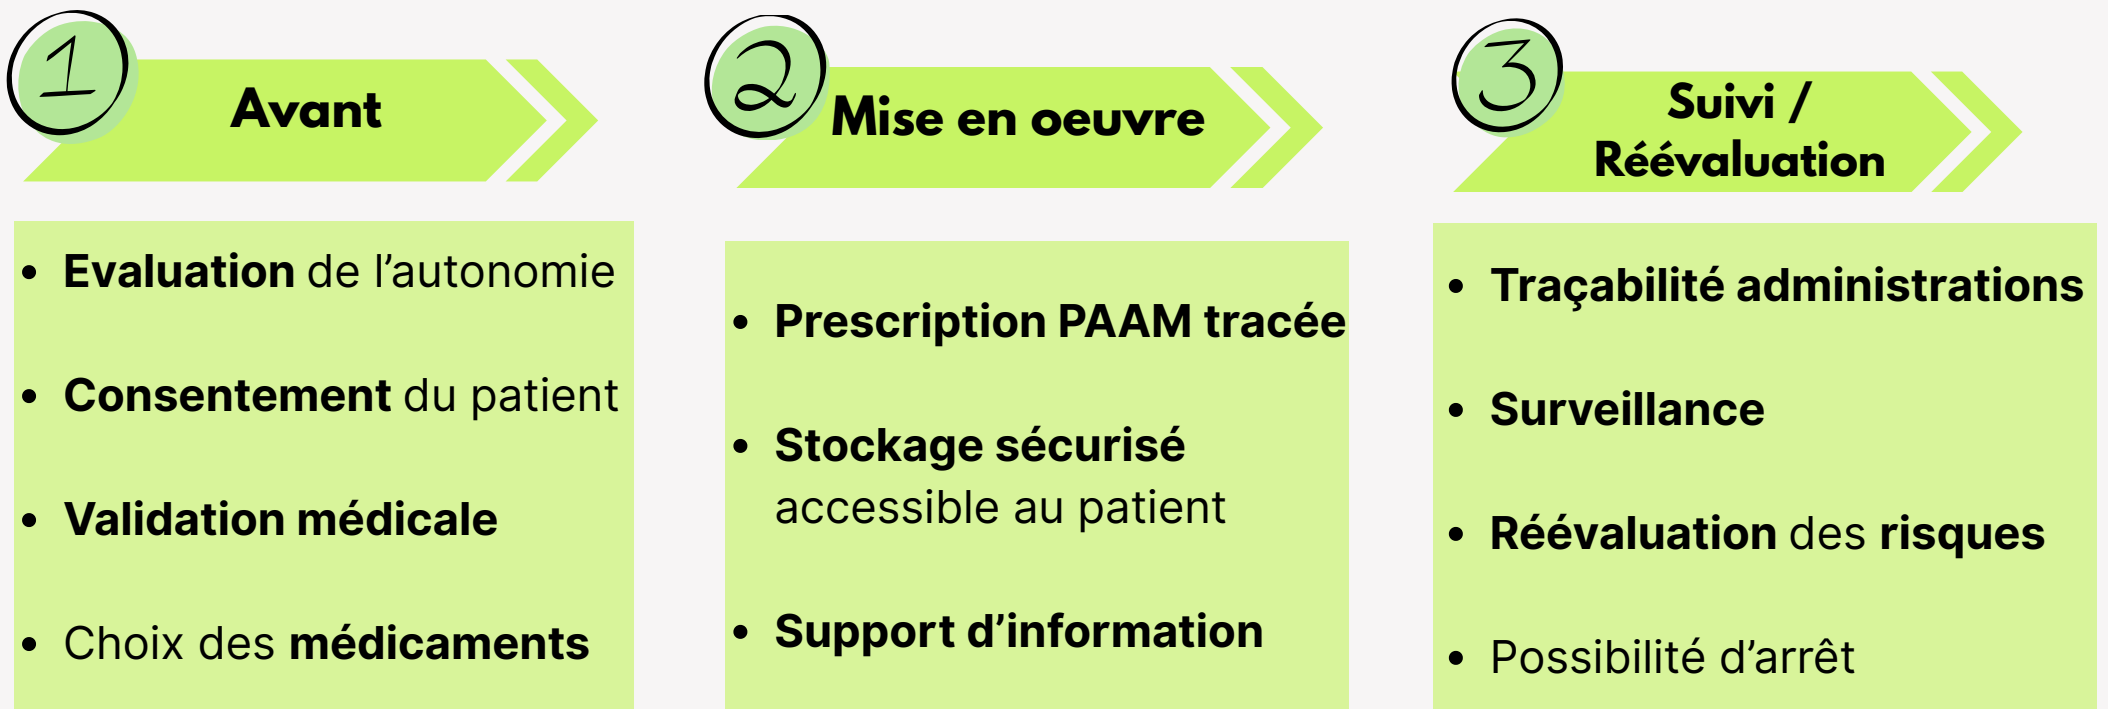 1
Avant
• Evaluation de l’autonomie
• Consentement du patient
• Validation médicale
• Choix des médicaments
2
Mise en oeuvre
• Prescription PAAM tracée
• Stockage sécurisé
accessible au patient
• Support d’information
3
Suivi /
Réévaluation
• Traçabilité administrations
• Surveillance
• Réévaluation des risques
• Possibilité d’arrêt